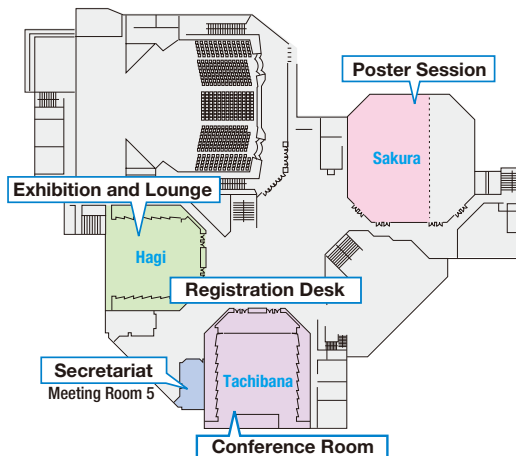 Poster Session
Sakura
Exhibition and Lounge
Hagi
Registration Desk
Secretariat
Meeting Room 5
Tachibana
Conference Room